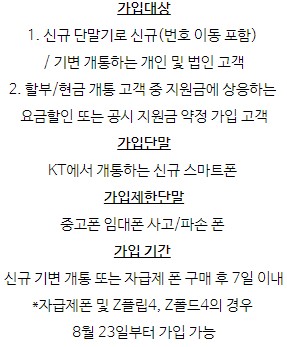 가입대상
1. 신규 단말기로 신규(번호 이동 포함)
/ 기변 개통하는 개인 및 법인 고객
2. 할부/현금 개통 고객 중 지원금에 상응하는
요금할인 또는 공시 지원금 약정 가입 고객
가입단말
KT에서 개통하는 신규 스마트폰
가입제한단말
중고폰 임대폰 사고/파손 폰
가입 기간
신규 기변 개통 또는 자급제 폰 구매 후 7일 이내
*자급제폰 및 Z플립4, Z폴드4의 경우
8월 23일부터 가입 가능